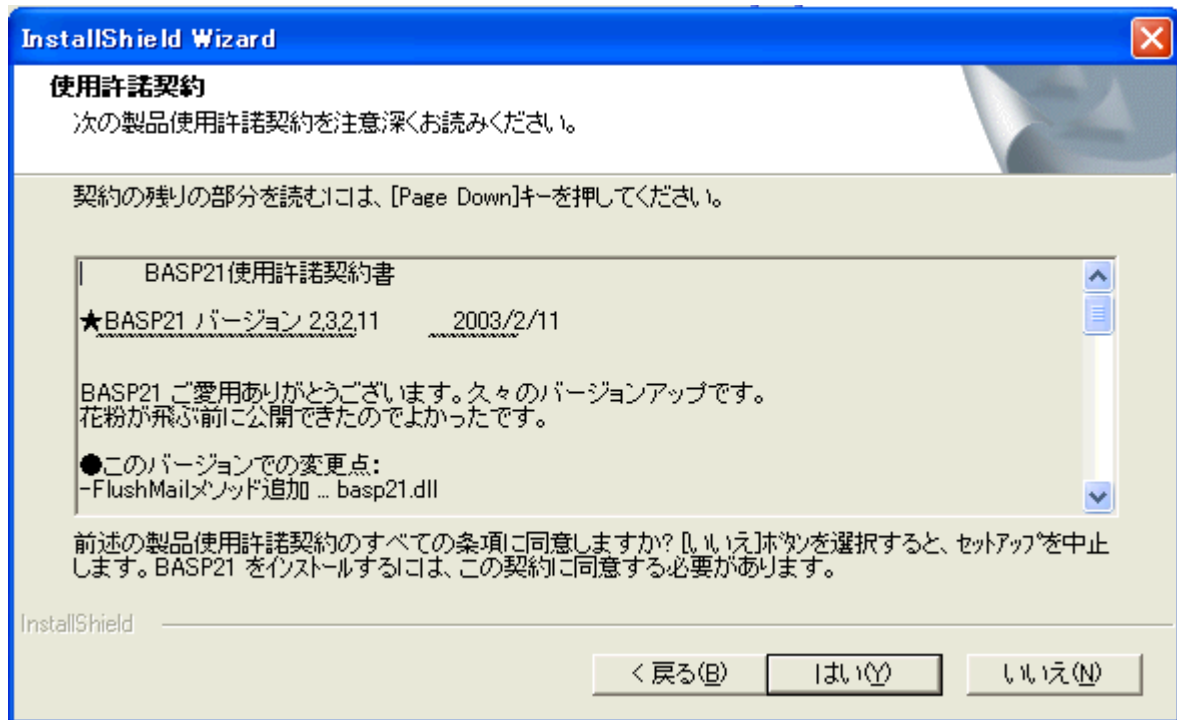 InstallShield Wizard
使用許諾契約
次の製品使用許諾契約を注意深くお読みください。
契約の残りの部分を読むには、[Page Down]キーを押してください。
BASP21使用許諾契約書
★BASP21 バージョン 2,3,2,11 2003/2/11
BASP21 ご愛用ありがとうございます。久々のバージョンアップです。
花粉が飛ぶ前に公開できたのでよかったです。
●このバージョンでの変更点:
-FlushMailメソッド追加 ... basp21.dll
前述の製品使用許諾契約のすべての条項に同意しますか? [いいえ]ボタンを選択すると、セットアップを中止
します。BASP21 をインストールするには、この契約に同意する必要があります。
InstallShield
< 戻る(B) はい(Y) いいえ(N)